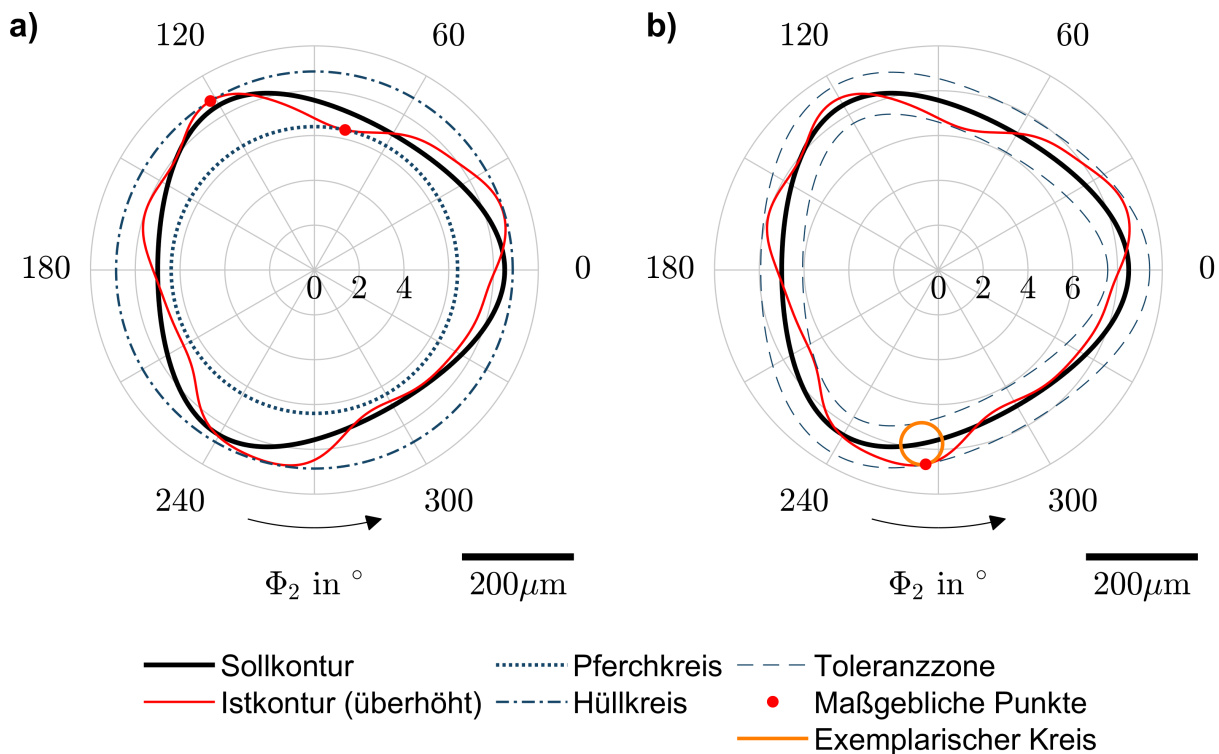 a)
120
60
180
0
0 2 4
240
300
Φ₂ in °
200μm
b)
120
60
180
0
0 2 4 6
240
300
Φ₂ in °
200μm
Sollkontur
Istkontur (überhöht)
Pferchkreis
Hüllkreis
Toleranzzone
Maßgebliche Punkte
Exemplarischer Kreis